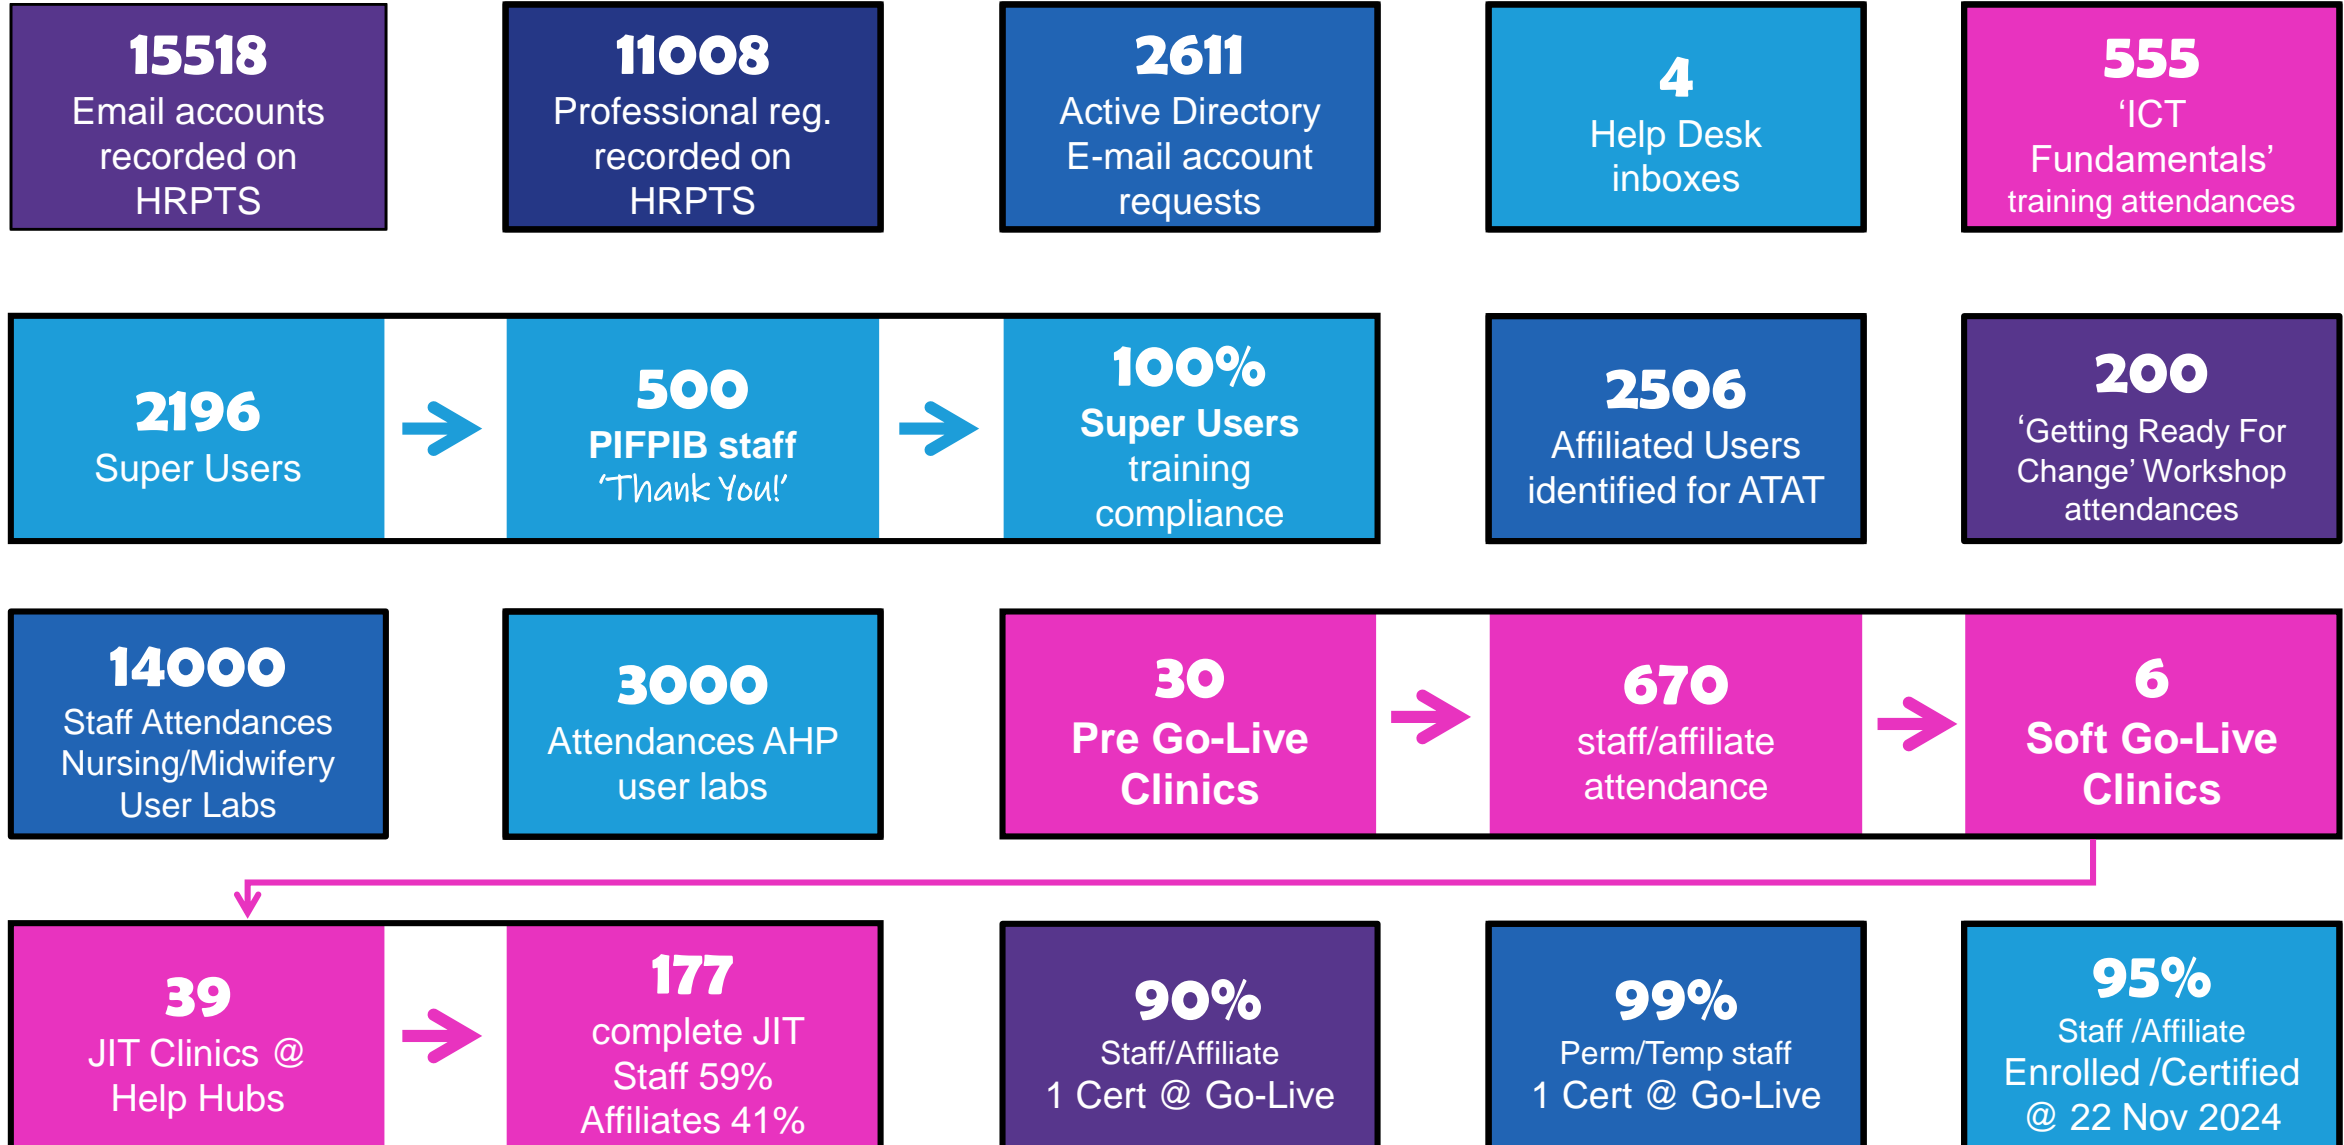 15518
Email accounts
recorded on
HRPTS
11008
Professional reg.
recorded on
HRPTS
2611
Active Directory
E-mail account
requests
4
Help Desk
inboxes
555
‘ICT
Fundamentals’
training attendances
2196
Super Users
500
PIFPIB staff
‘Thank You!’
100%
Super Users
training
compliance
2506
Affiliated Users
identified for ATAT
200
‘Getting Ready For
Change’ Workshop
attendances
14000
Staff Attendances
Nursing/Midwifery
User Labs
3000
Attendances AHP
user labs
30
Pre Go-Live
Clinics
670
staff/affiliate
attendance
6
Soft Go-Live
Clinics
39
JIT Clinics @
Help Hubs
177
complete JIT
Staff 59%
Affiliates 41%
90%
Staff/Affiliate
1 Cert @ Go-Live
99%
Perm/Temp staff
1 Cert @ Go-Live
95%
Staff /Affiliate
Enrolled /Certified
@ 22 Nov 2024